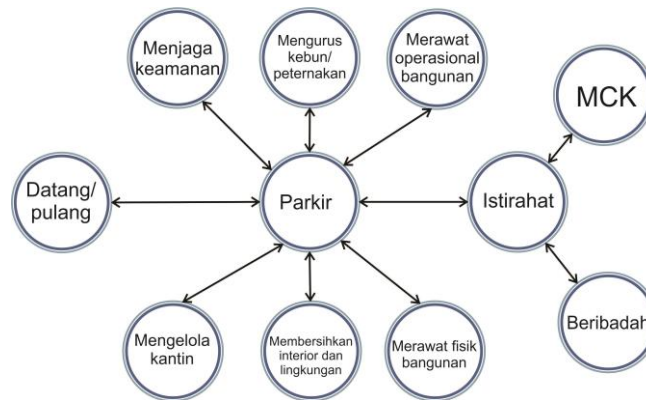 Menjaga
keamanan
Mengurus
kebun/
peternakan
Merawat
operasional
bangunan
MCK
Datang/
pulang
Parkir
Istirahat
Mengelola
kantin
Membersihkan
interior dan
lingkungan
Merawat fisik
bangunan
Beribadah